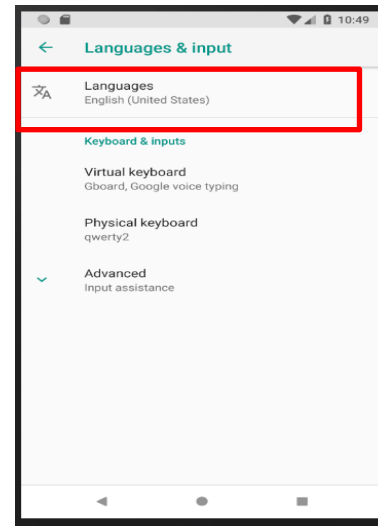 10:49
Languages & input
Languages
English (United States)
Keyboard & inputs
Virtual keyboard
Gboard, Google voice typing
Physical keyboard
qwerty2
Advanced
Input assistance